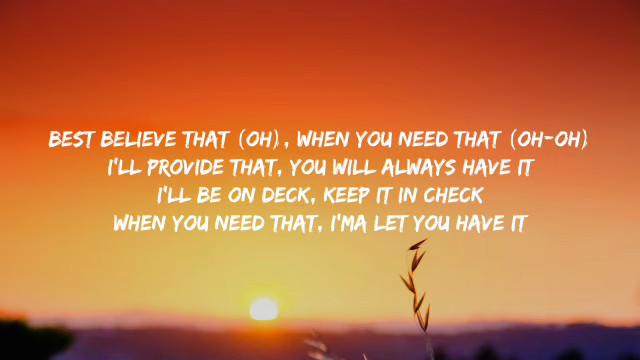 BEST BELIEVE THAT (OH), WHEN YOU NEED THAT (OH-OH)
I'LL PROVIDE THAT, YOU WILL ALWAYS HAVE IT
I'LL BE ON DECK, KEEP IT IN CHECK
WHEN YOU NEED THAT, I'MA LET YOU HAVE IT